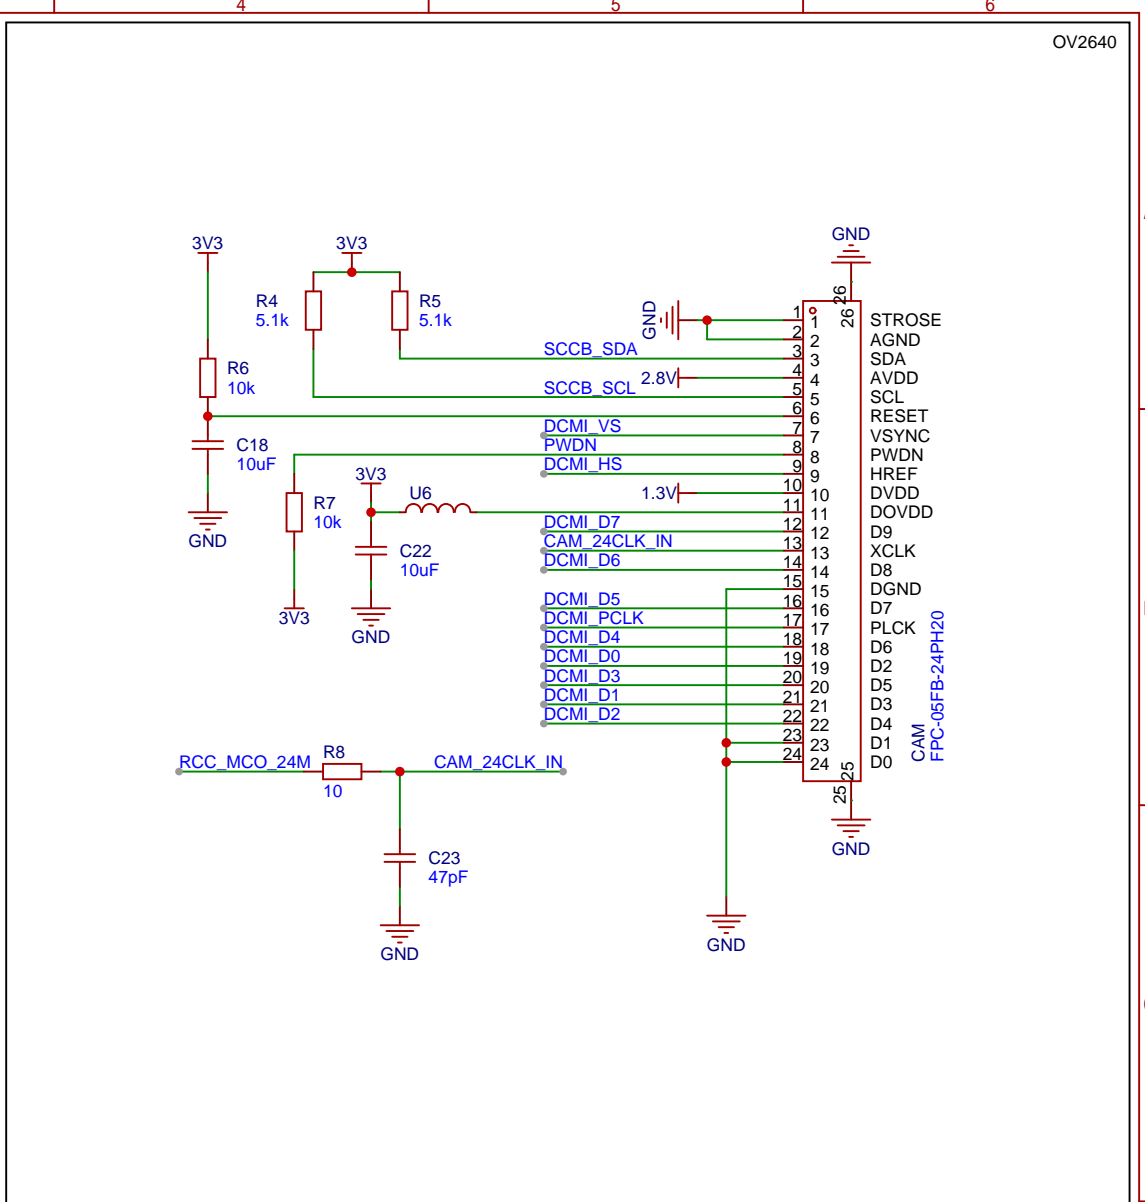 4 5 6
OV2640
3V3 3V3
R4
5.1k
R5
5.1k
R6
10k
C18
10uF
GND
R7
10k
3V3
3V3
U6
C22
10uF
GND
GND
GND
SCCB_SDA
2.8V
SCCB_SCL
DCMI_VS
PWDN
DCMI_HS
1.3V
DCMI_D7
CAM_24CLK_IN
DCMI_D6
DCMI_D5
DCMI_PCLK
DCMI_D4
DCMI_D0
DCMI_D3
DCMI_D1
DCMI_D2
26 26
1 1 STROSE
2 2 AGND
3 3 SDA
4 4 AVDD
5 5 SCL
6 6 RESET
7 7 VSYNC
8 8 PWDN
9 9 HREF
10 10 DVDD
11 11 DOVDD
12 12 D9
13 13 XCLK
14 14 D8
15 15 DGND
16 16 D7
17 17 PLCK
18 18 D6
19 19 D2
20 20 D5
21 21 D3
22 22 D4
23 23 D1
24 24 D0
25 25
CAM
FPC-05FB-24PH20
GND
GND
RCC_MCO_24M
R8
10
CAM_24CLK_IN
C23
47pF
GND